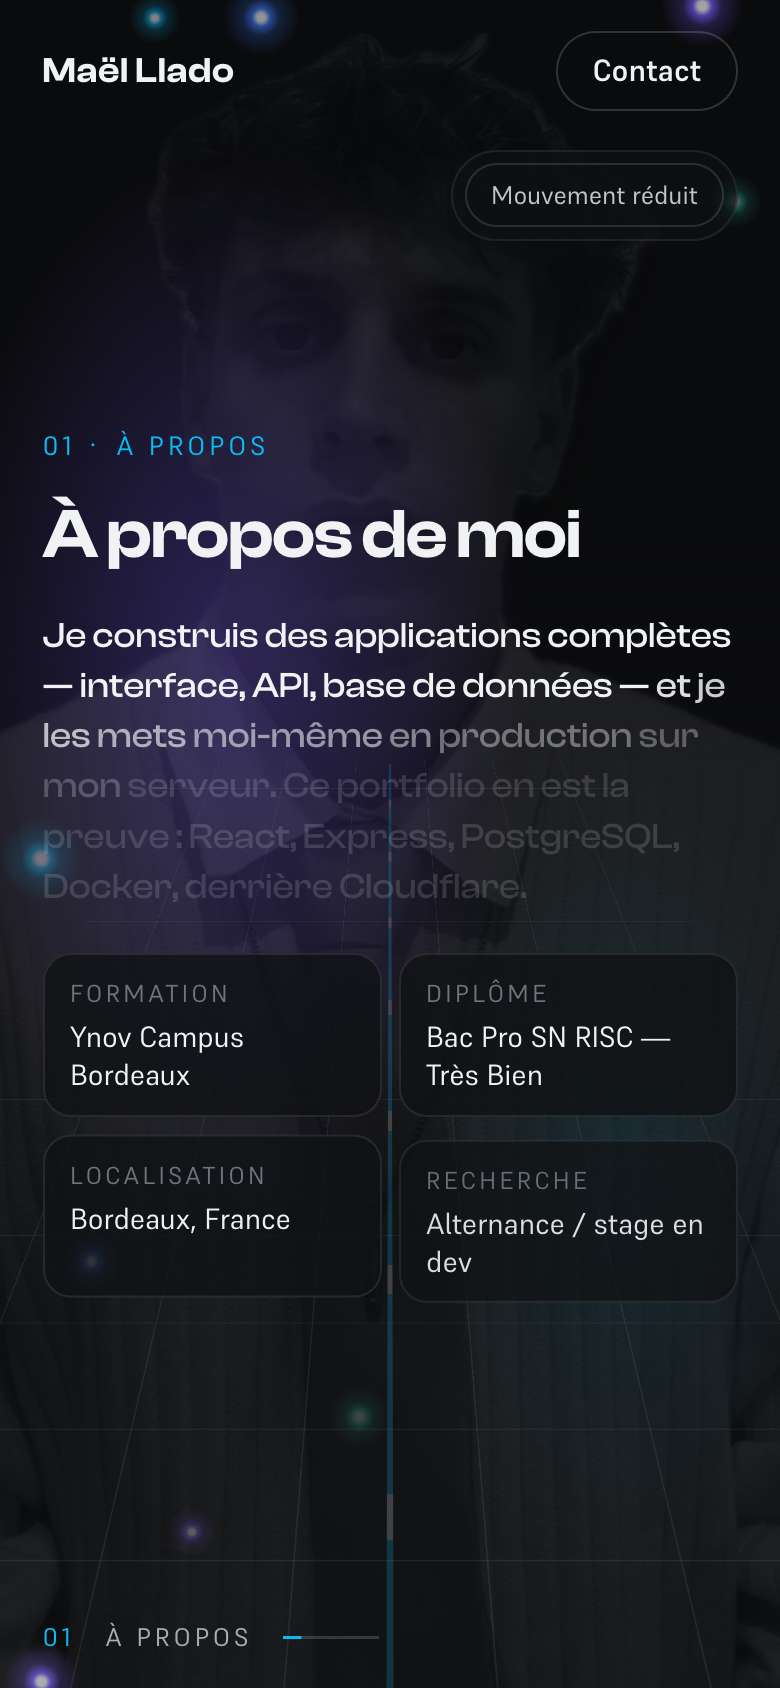 Maël Llado
Contact
Mouvement réduit
01 · À PROPOS
À propos de moi
Je construis des applications complètes
— interface, API, base de données — et je
les mets moi-même en production sur
mon serveur. Ce portfolio en est la
preuve : React, Express, PostgreSQL,
Docker, derrière Cloudflare.
FORMATION
Ynov Campus
Bordeaux
DIPLÔME
Bac Pro SN RISC —
Très Bien
LOCALISATION
Bordeaux, France
RECHERCHE
Alternance / stage en
dev
01 À PROPOS